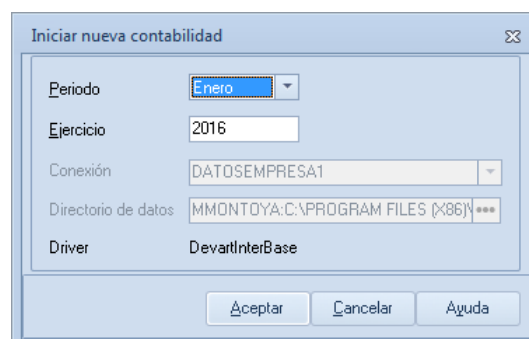 Iniciar nueva contabilidad
Periodo Enero
Ejercicio 2016
Conexión DATOSEMPRESA1
Directorio de datos MMONTOYA:C:\PROGRAM FILES (X86)\
Driver DevartInterBase
Aceptar Cancelar Ayuda